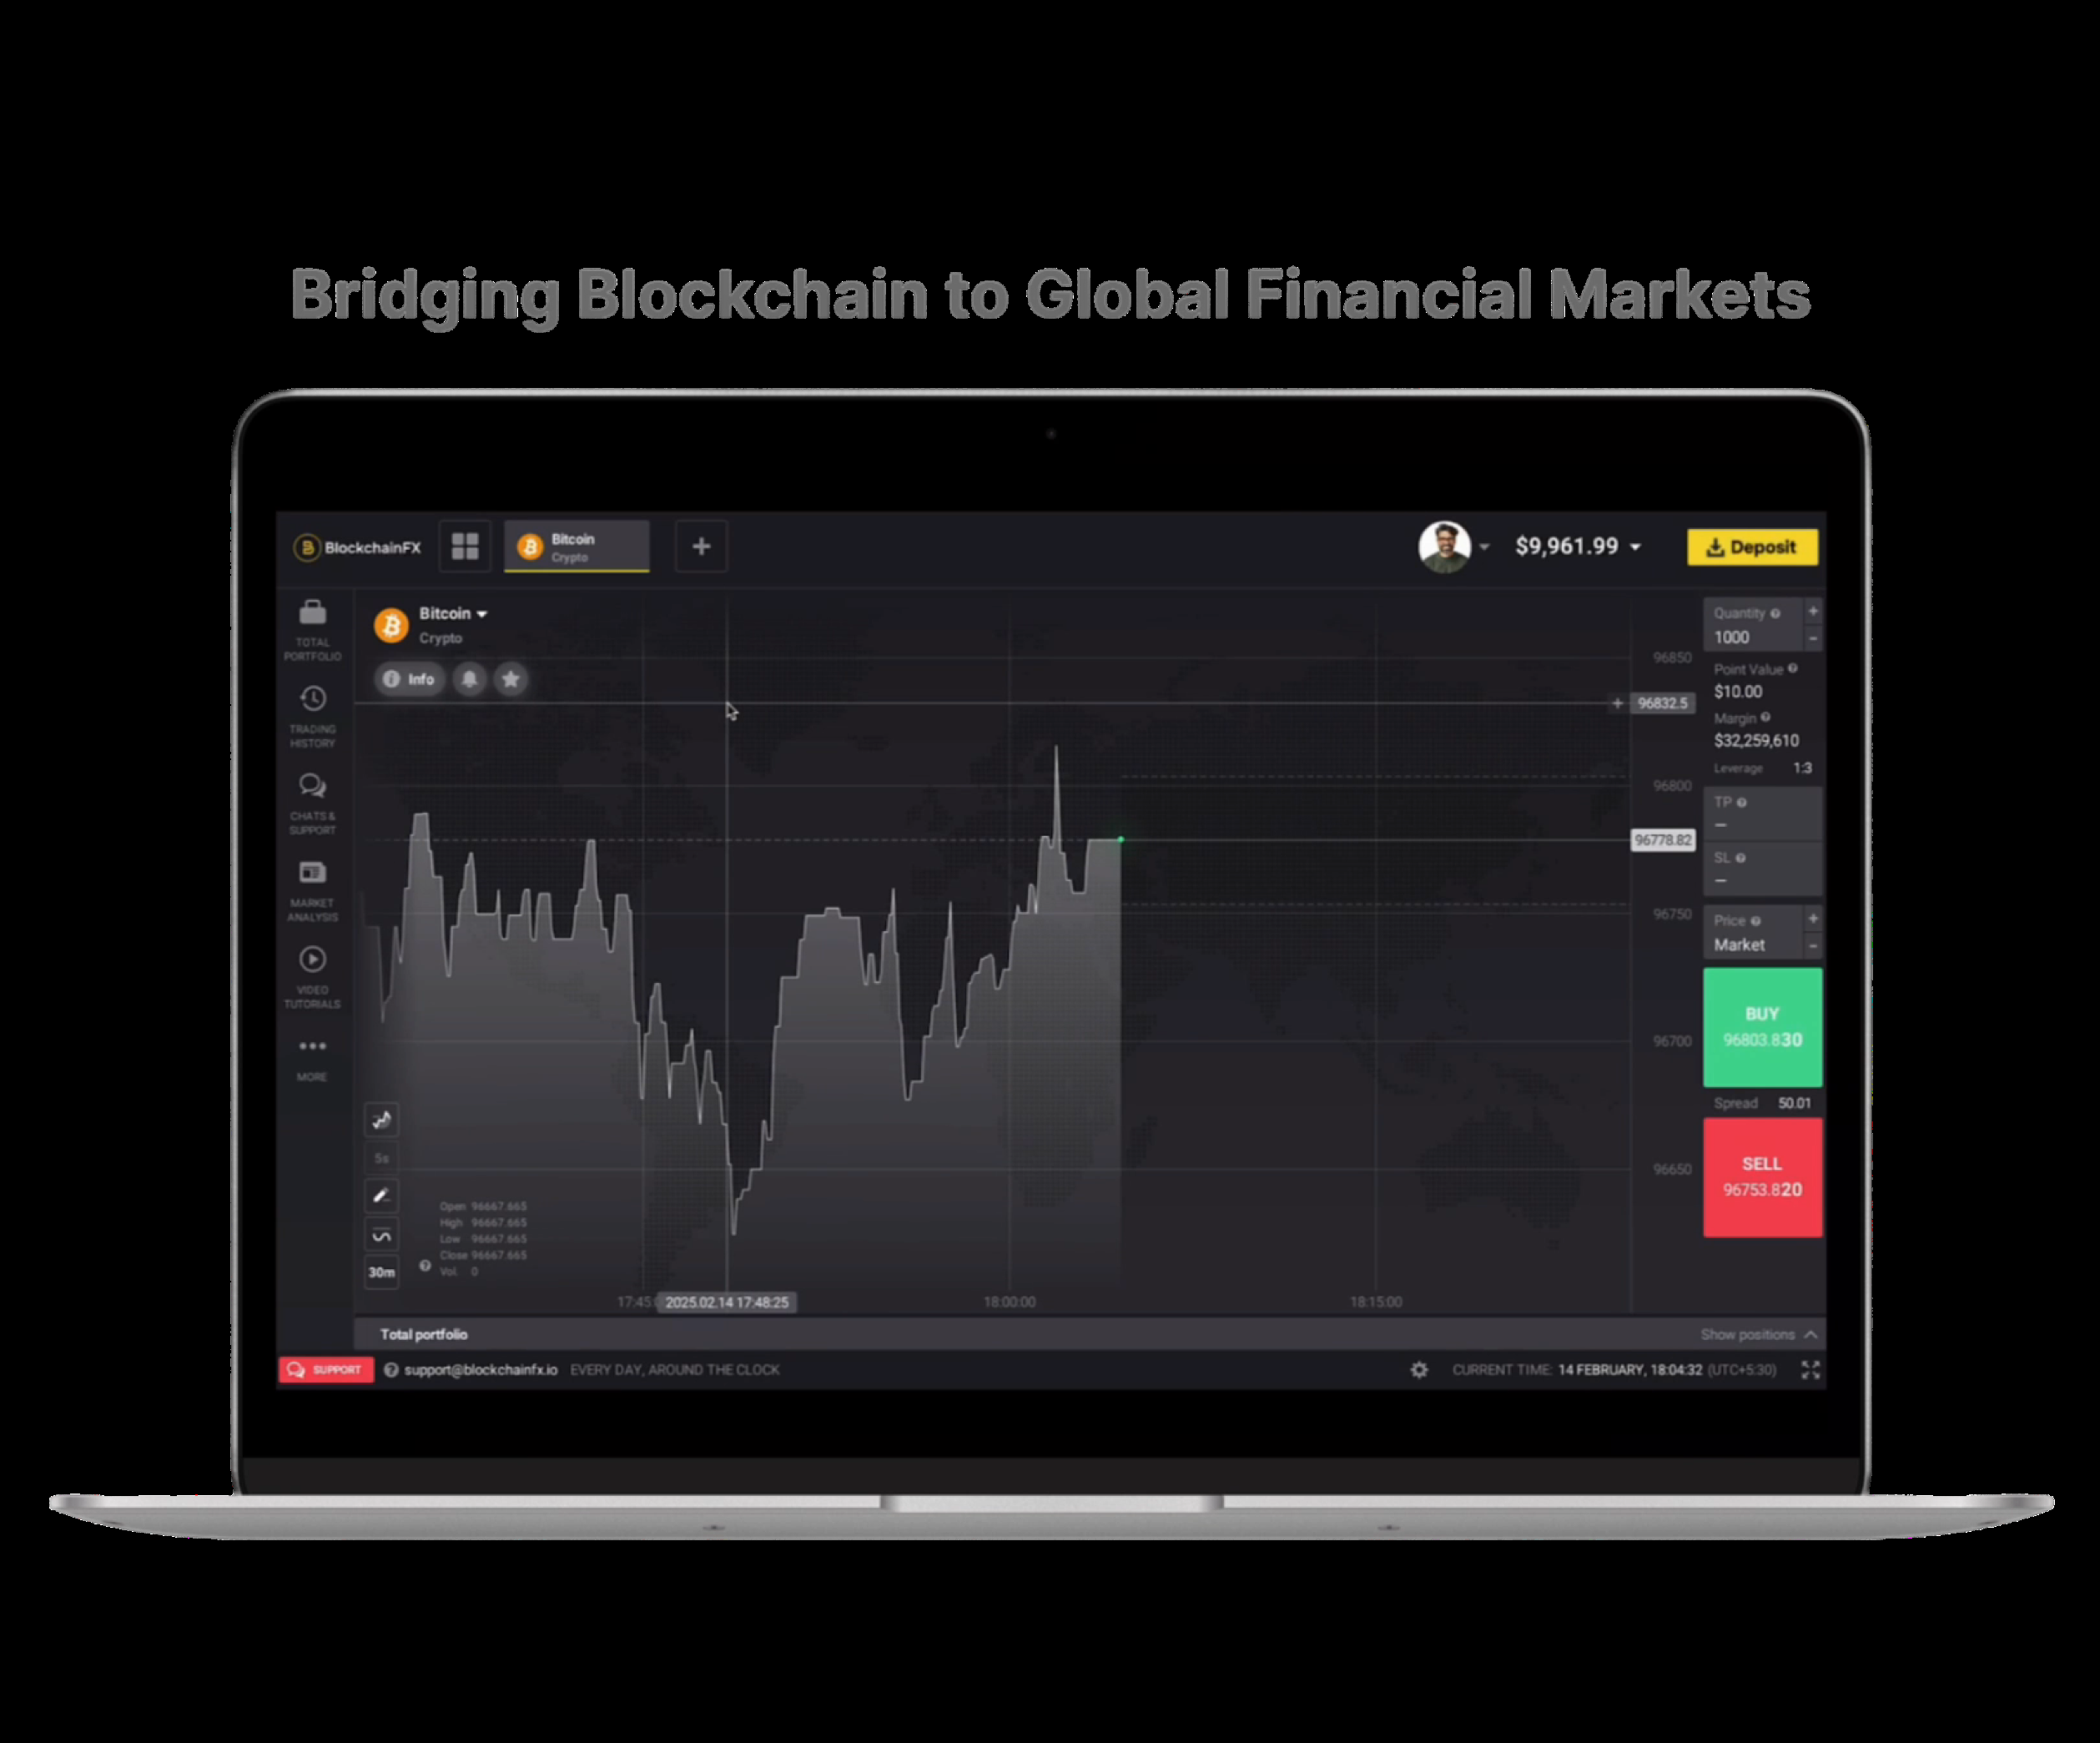 Bridging Blockchain to Global Financial Markets
BlockchainFX
Bitcoin
Crypto
+
$9,961.99
Deposit
TOTAL
PORTFOLIO
TRADING
HISTORY
CHATS &
SUPPORT
MARKET
ANALYSIS
VIDEO
TUTORIALS
MORE
Bitcoin
Crypto
Info
5s
30m
Open 96667.665
High 96667.665
Low 96667.665
Close 96667.665
Vol. 0
96850
+ 96832.5
96800
96778.82
96750
96700
96650
17:45:
2025.02.14 17:48:25
18:00:00
18:15:00
Quantity +
1000 −
Point Value
$10.00
Margin
$32,259,610
Leverage 1:3
TP
–
SL
–
Price +
Market −
BUY
96803.830
Spread 50.01
SELL
96753.820
Total portfolio
Show positions
SUPPORT
support@blockchainfx.io EVERY DAY, AROUND THE CLOCK
CURRENT TIME: 14 FEBRUARY, 18:04:32 (UTC+5:30)